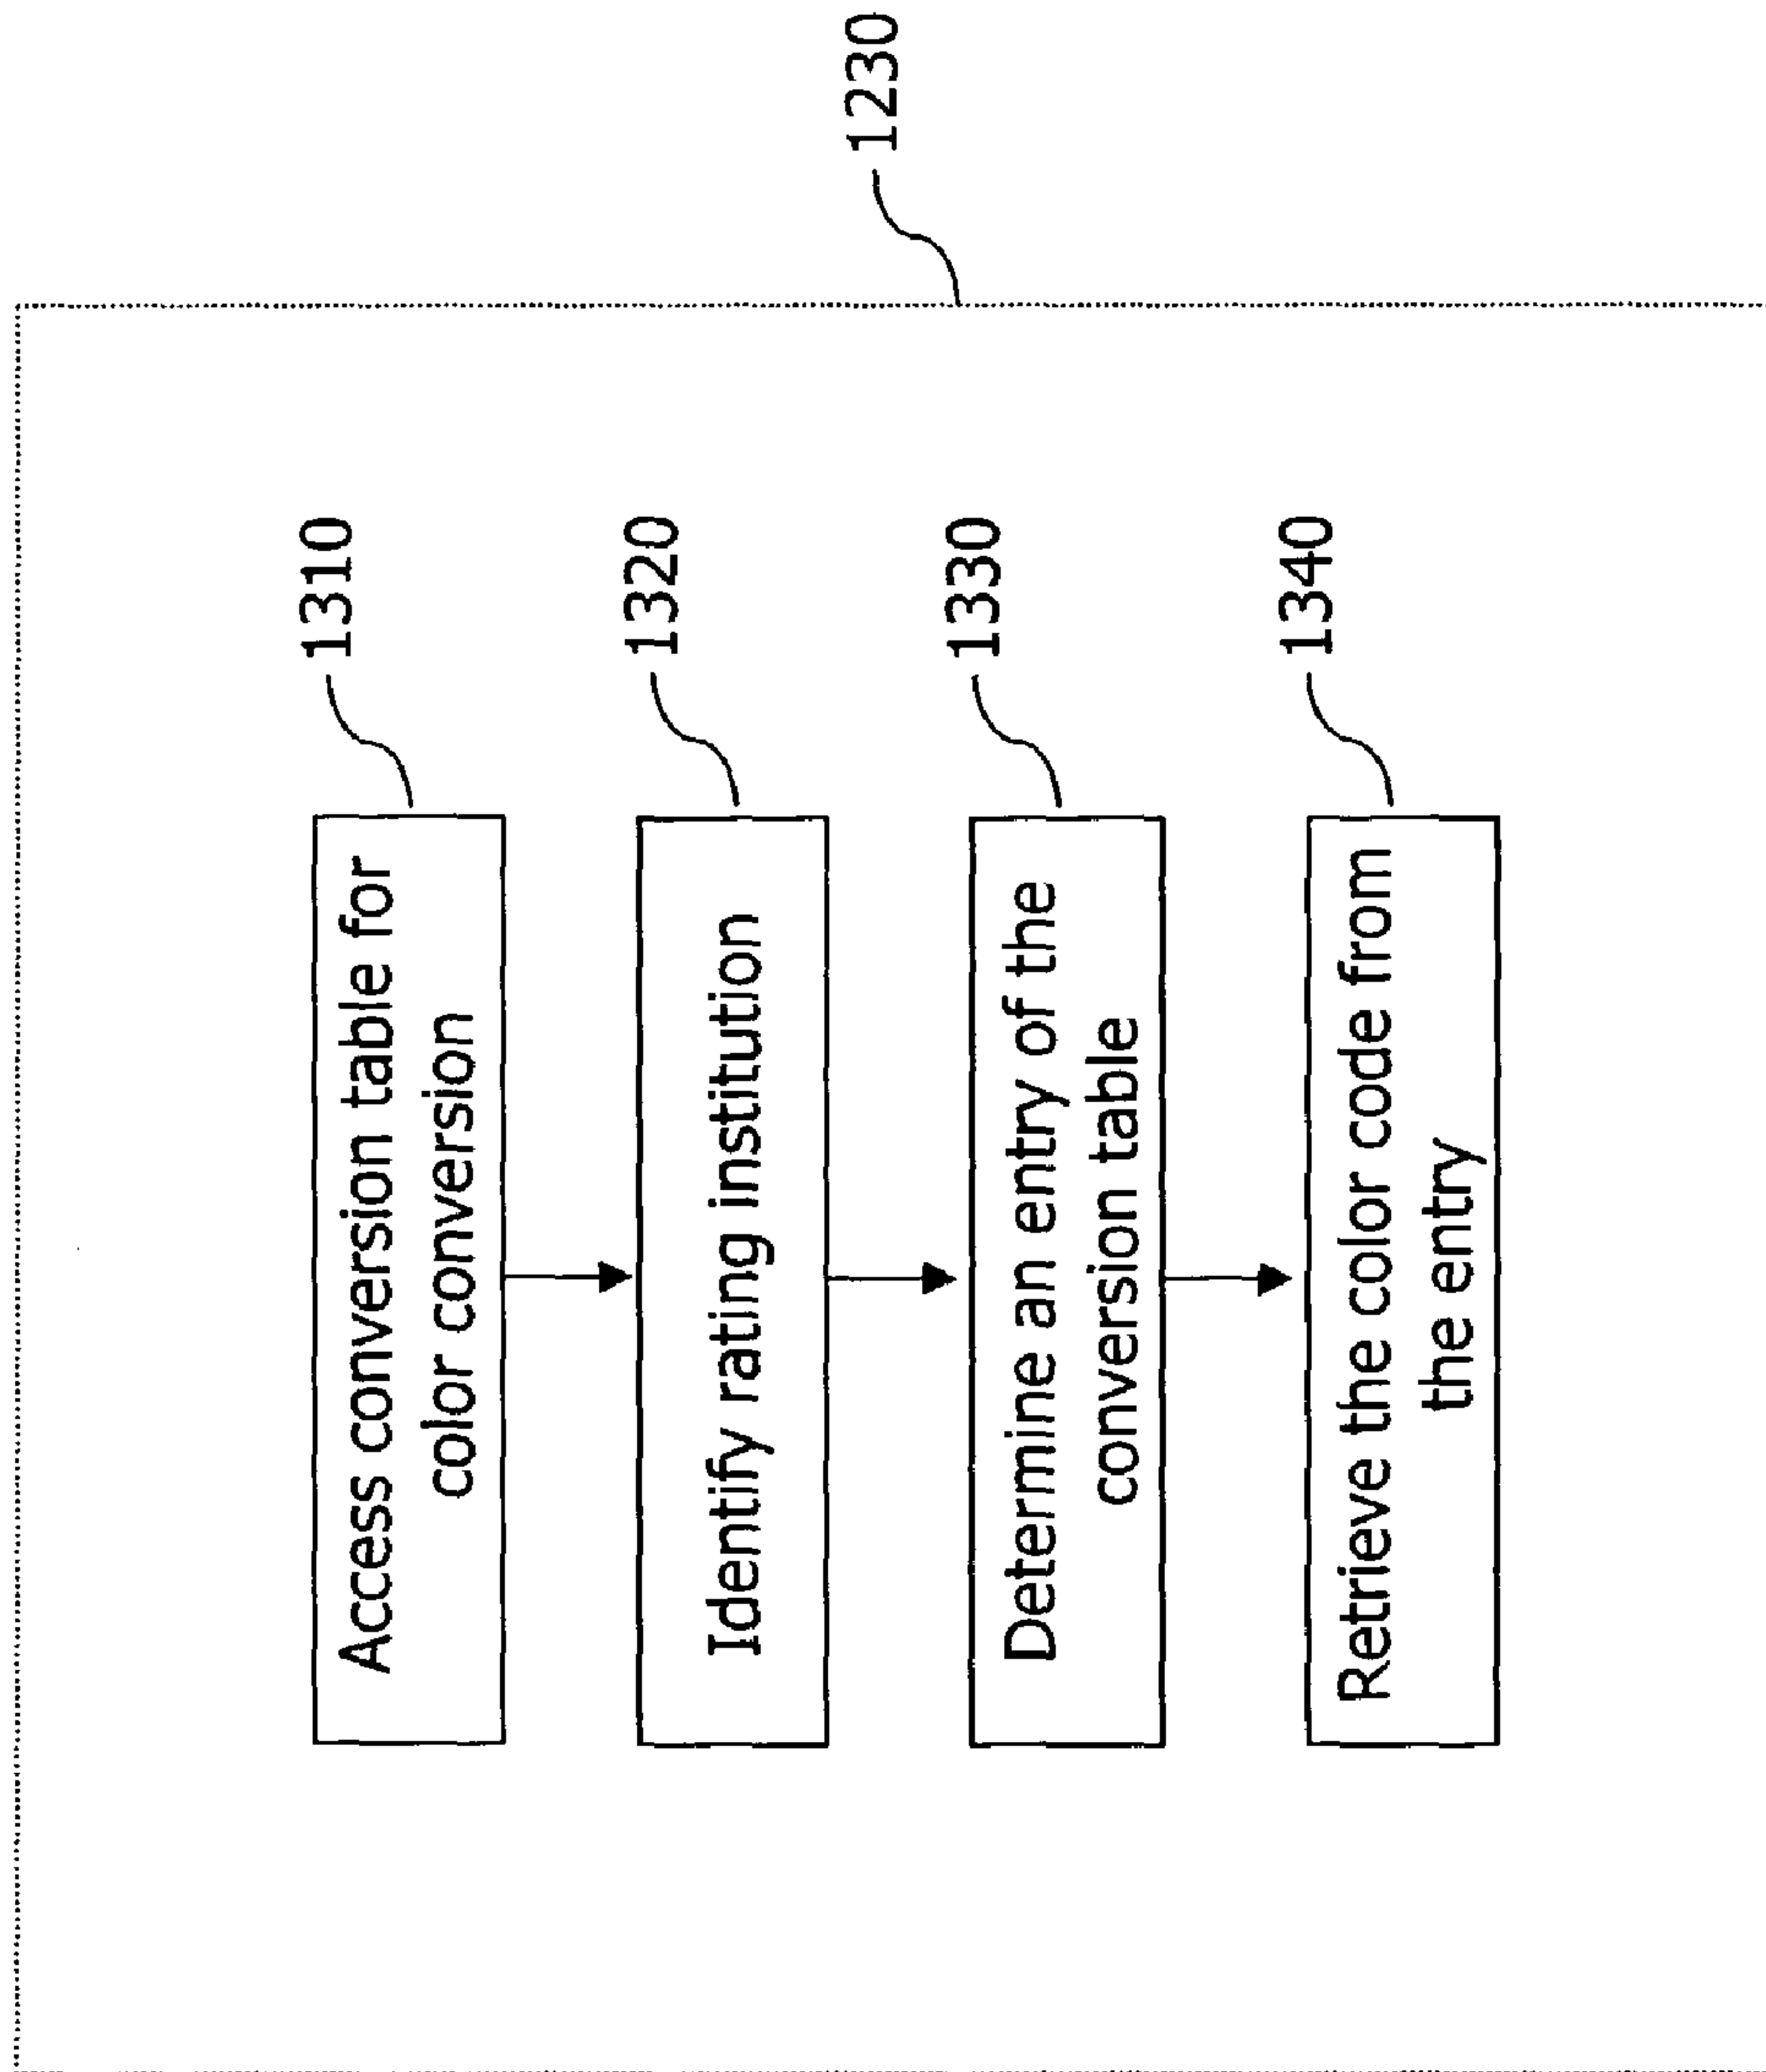 1230
1310
Access conversion table for
color conversion
1320
Identify rating institution
1330
Determine an entry of the
conversion table
1340
Retrieve the color code from
the entry